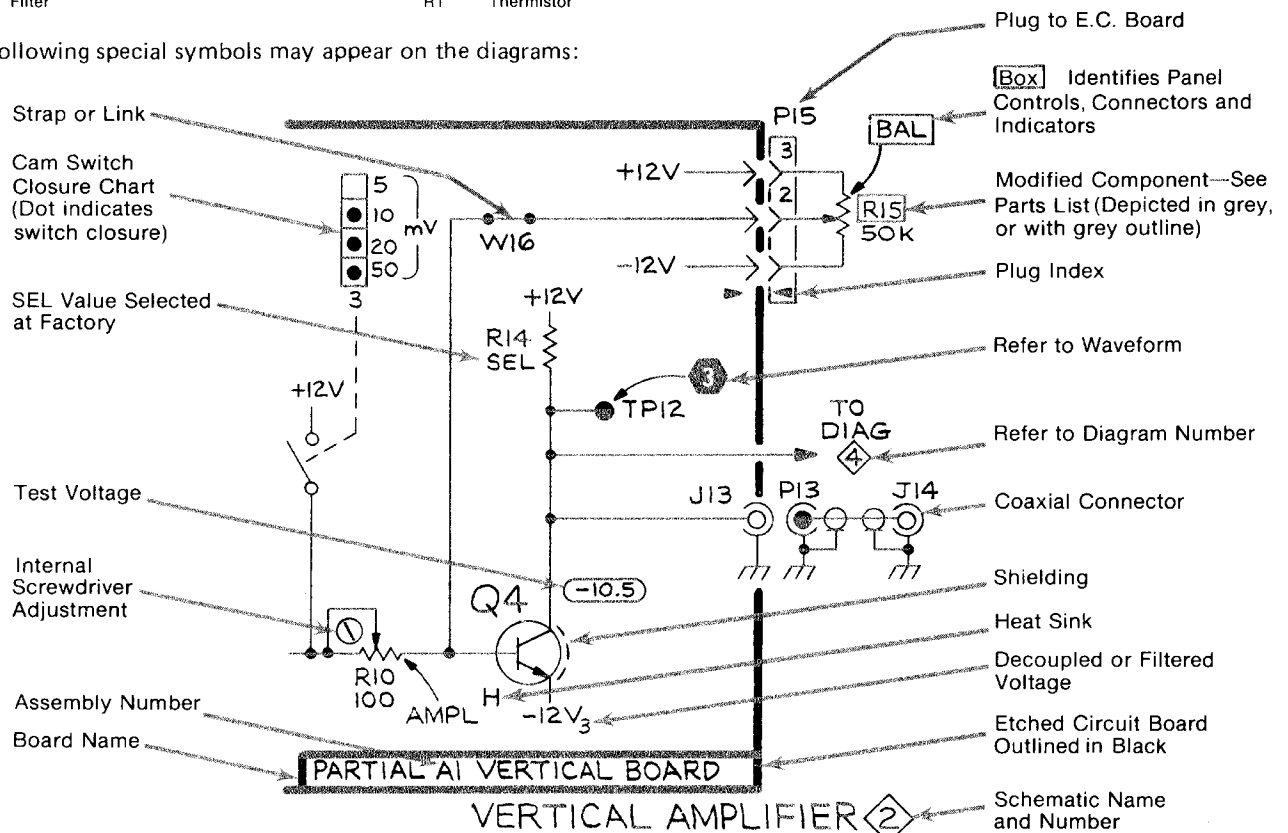 Filter
RT Thermistor
ollowing special symbols may appear on the diagrams:
Strap or Link
Cam Switch
Closure Chart
(Dot indicates
switch closure)
SEL Value Selected
at Factory
Test Voltage
Internal
Screwdriver
Adjustment
Assembly Number
Board Name
5
10
20
50
mV
3
+12V
W16
+12V
R14
SEL
TP12
3
+12V
-12V
P15
3
2
BAL
R15
50K
TO
DIAG
4
J13
P13
J14
-10.5
Q4
R10
100
AMPL
H
-12V3
PARTIAL A1 VERTICAL BOARD
VERTICAL AMPLIFIER 2
Plug to E.C. Board
Box Identifies Panel
Controls, Connectors and
Indicators
Modified Component—See
Parts List (Depicted in grey,
or with grey outline)
Plug Index
Refer to Waveform
Refer to Diagram Number
Coaxial Connector
Shielding
Heat Sink
Decoupled or Filtered
Voltage
Etched Circuit Board
Outlined in Black
Schematic Name
and Number